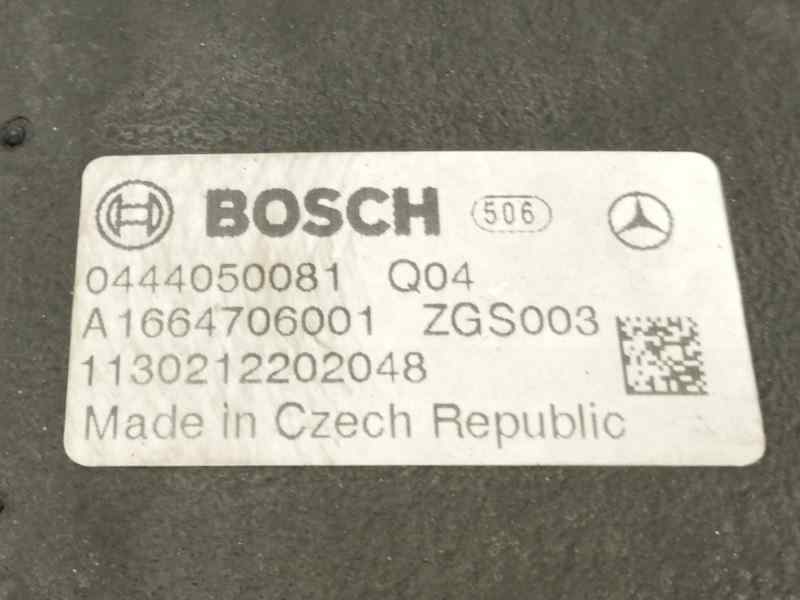 BOSCH 506
0444050081 Q04
A1664706001 ZGS003
1130212202048
Made in Czech Republic